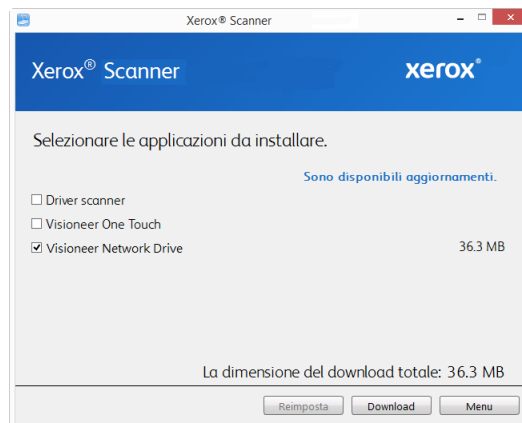 Xerox® Scanner
Xerox® Scanner
xerox®
Selezionare le applicazioni da installare.
Sono disponibili aggiornamenti.
Driver scanner
Visioneer One Touch
Visioneer Network Drive 36.3 MB
La dimensione del download totale: 36.3 MB
Reimposta Download Menu